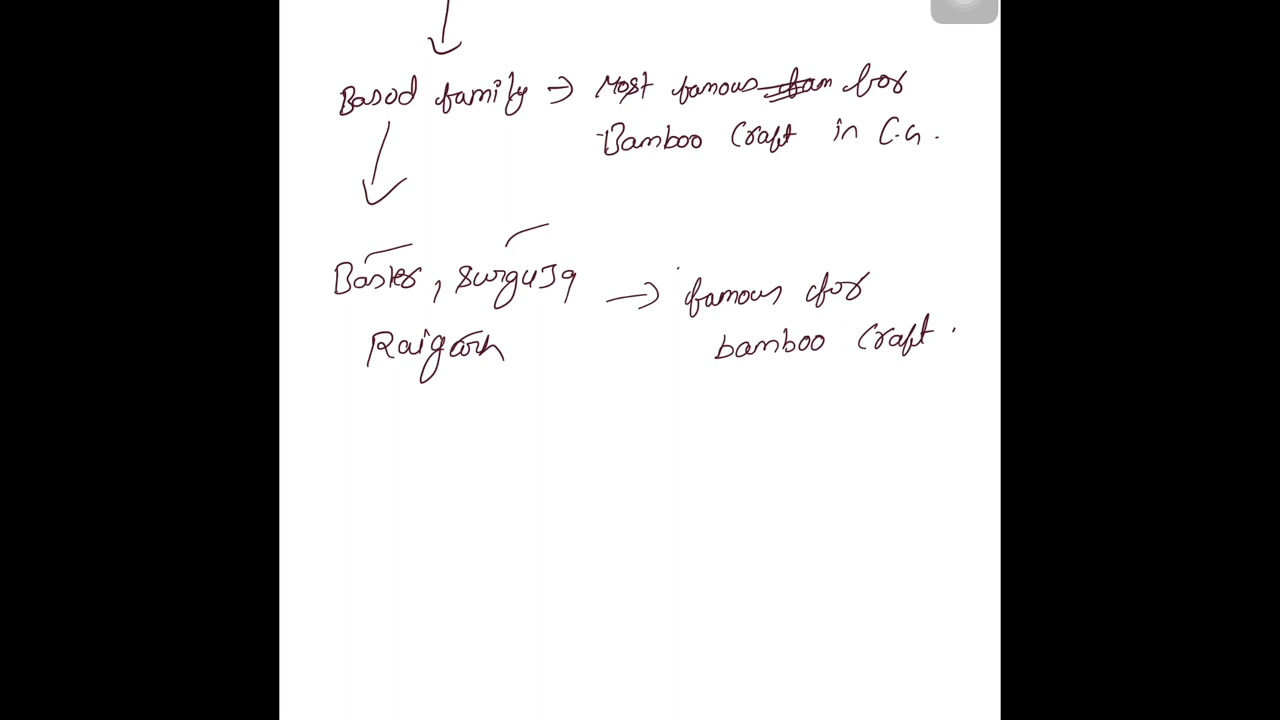 Basod family → Most famous for
Bamboo Craft in C.G.
Baster, Surguja → famous for
Raigarh bamboo Craft.